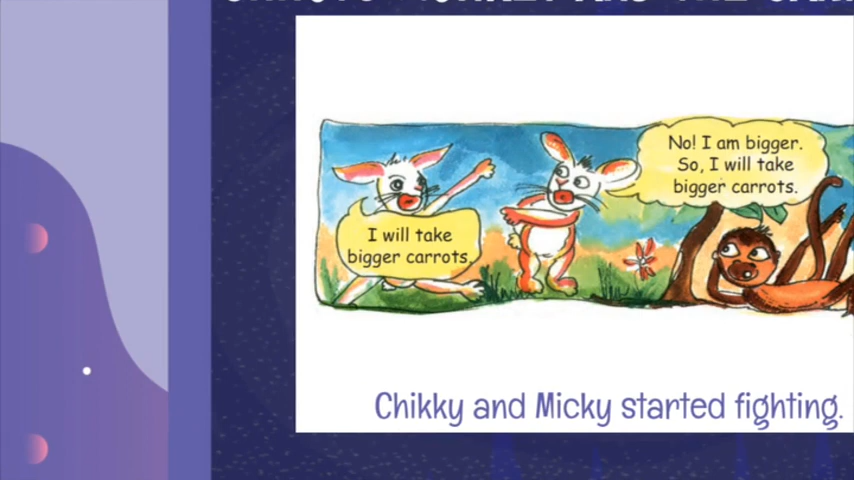 I will take
bigger carrots.
No! I am bigger.
So, I will take
bigger carrots.
Chikky and Micky started fighting.